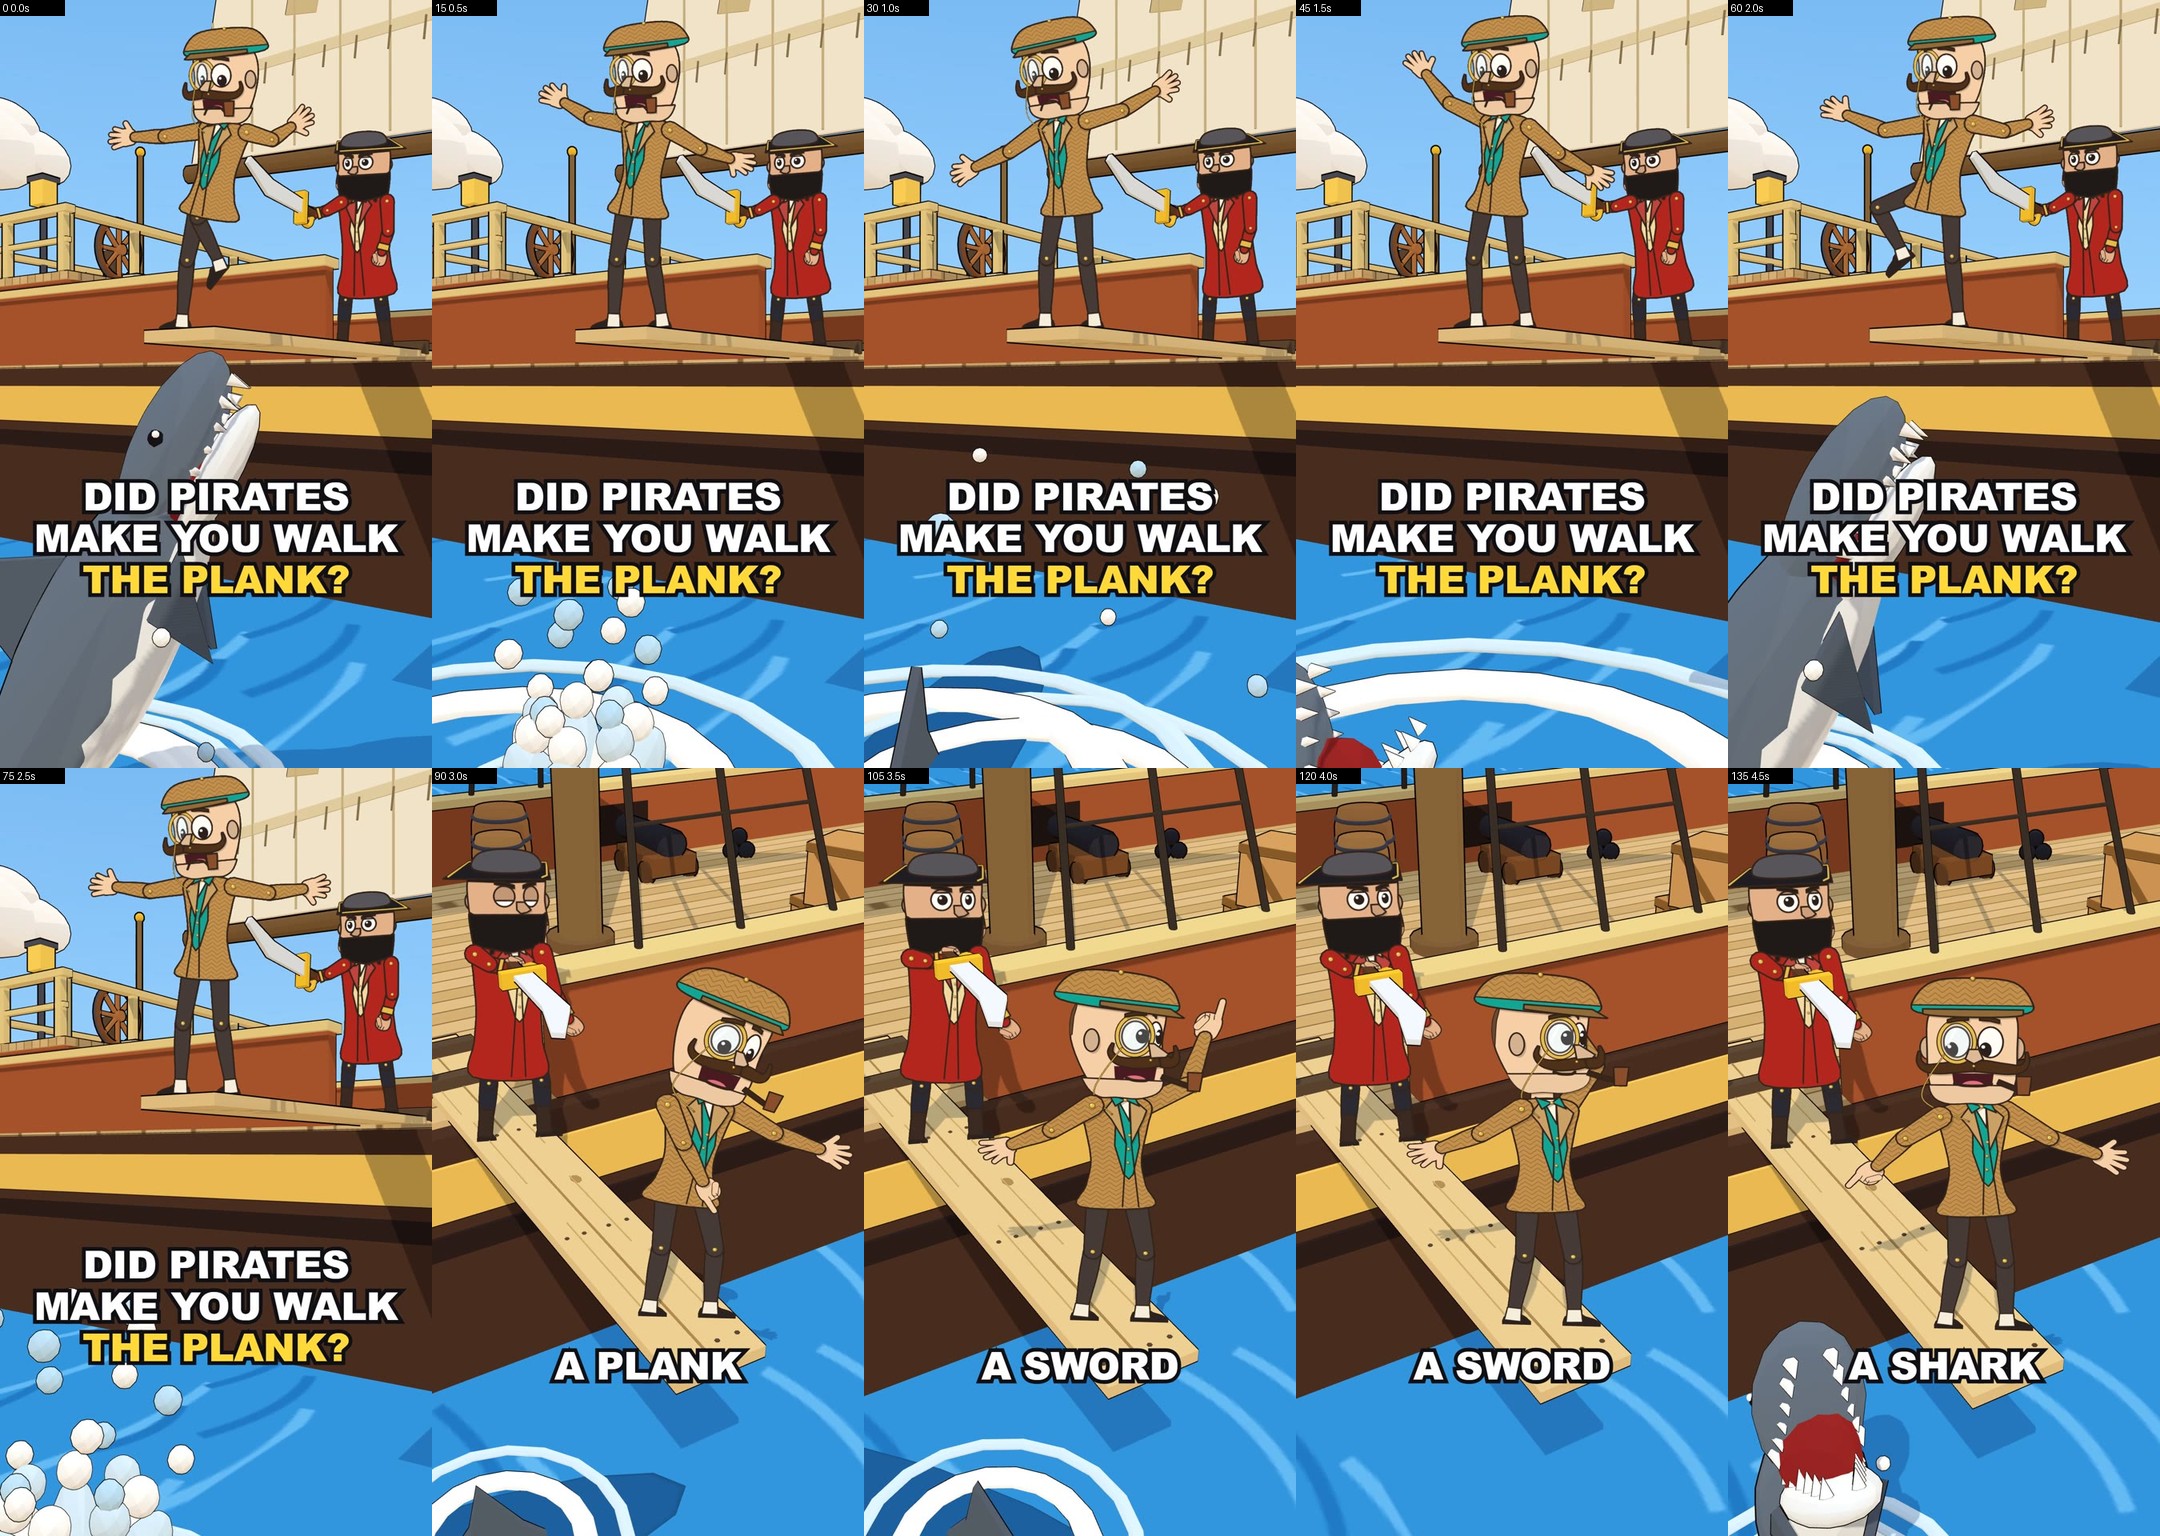 0 0.0s
15 0.5s
30 1.0s
45 1.5s
60 2.0s
DID PIRATES
MAKE YOU WALK
THE PLANK?
DID PIRATES
MAKE YOU WALK
THE PLANK?
DID PIRATES
MAKE YOU WALK
THE PLANK?
DID PIRATES
MAKE YOU WALK
THE PLANK?
DID PIRATES
MAKE YOU WALK
THE PLANK?
75 2.5s
90 3.0s
105 3.5s
120 4.0s
135 4.5s
DID PIRATES
MAKE YOU WALK
THE PLANK?
A PLANK
A SWORD
A SWORD
A SHARK